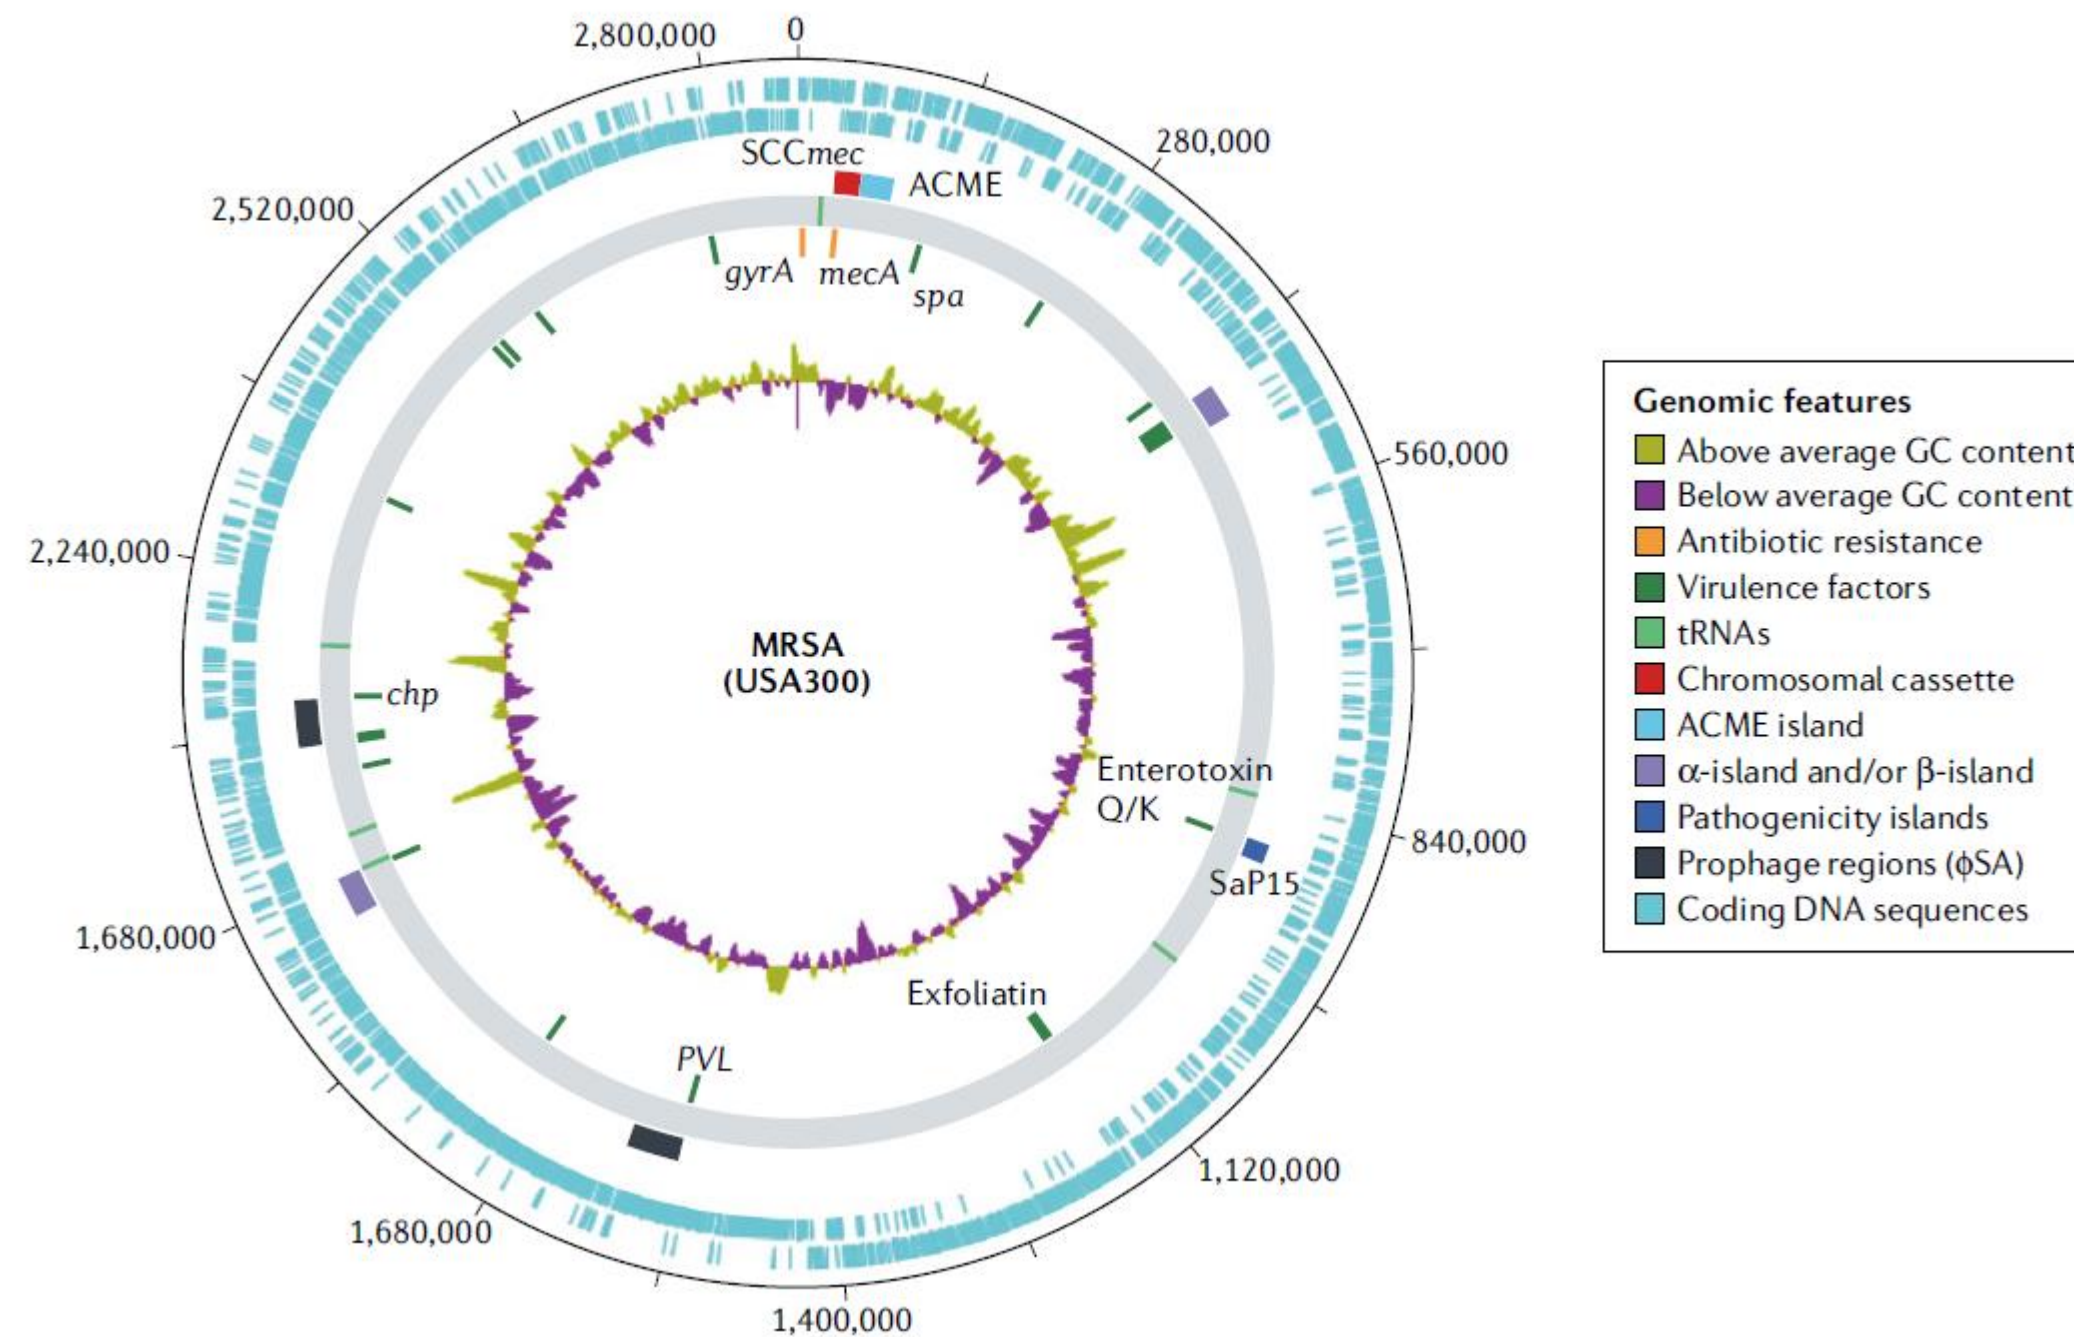 0
2,800,000
280,000
2,520,000
SCCmec
ACME
gyrA
mecA
spa
560,000
2,240,000
MRSA
(USA300)
chp
Enterotoxin
Q/K
840,000
SaP15
1,680,000
Exfoliatin
PVL
1,120,000
1,680,000
1,400,000
Genomic features
Above average GC content
Below average GC content
Antibiotic resistance
Virulence factors
tRNAs
Chromosomal cassette
ACME island
α-island and/or β-island
Pathogenicity islands
Prophage regions (ϕSA)
Coding DNA sequences